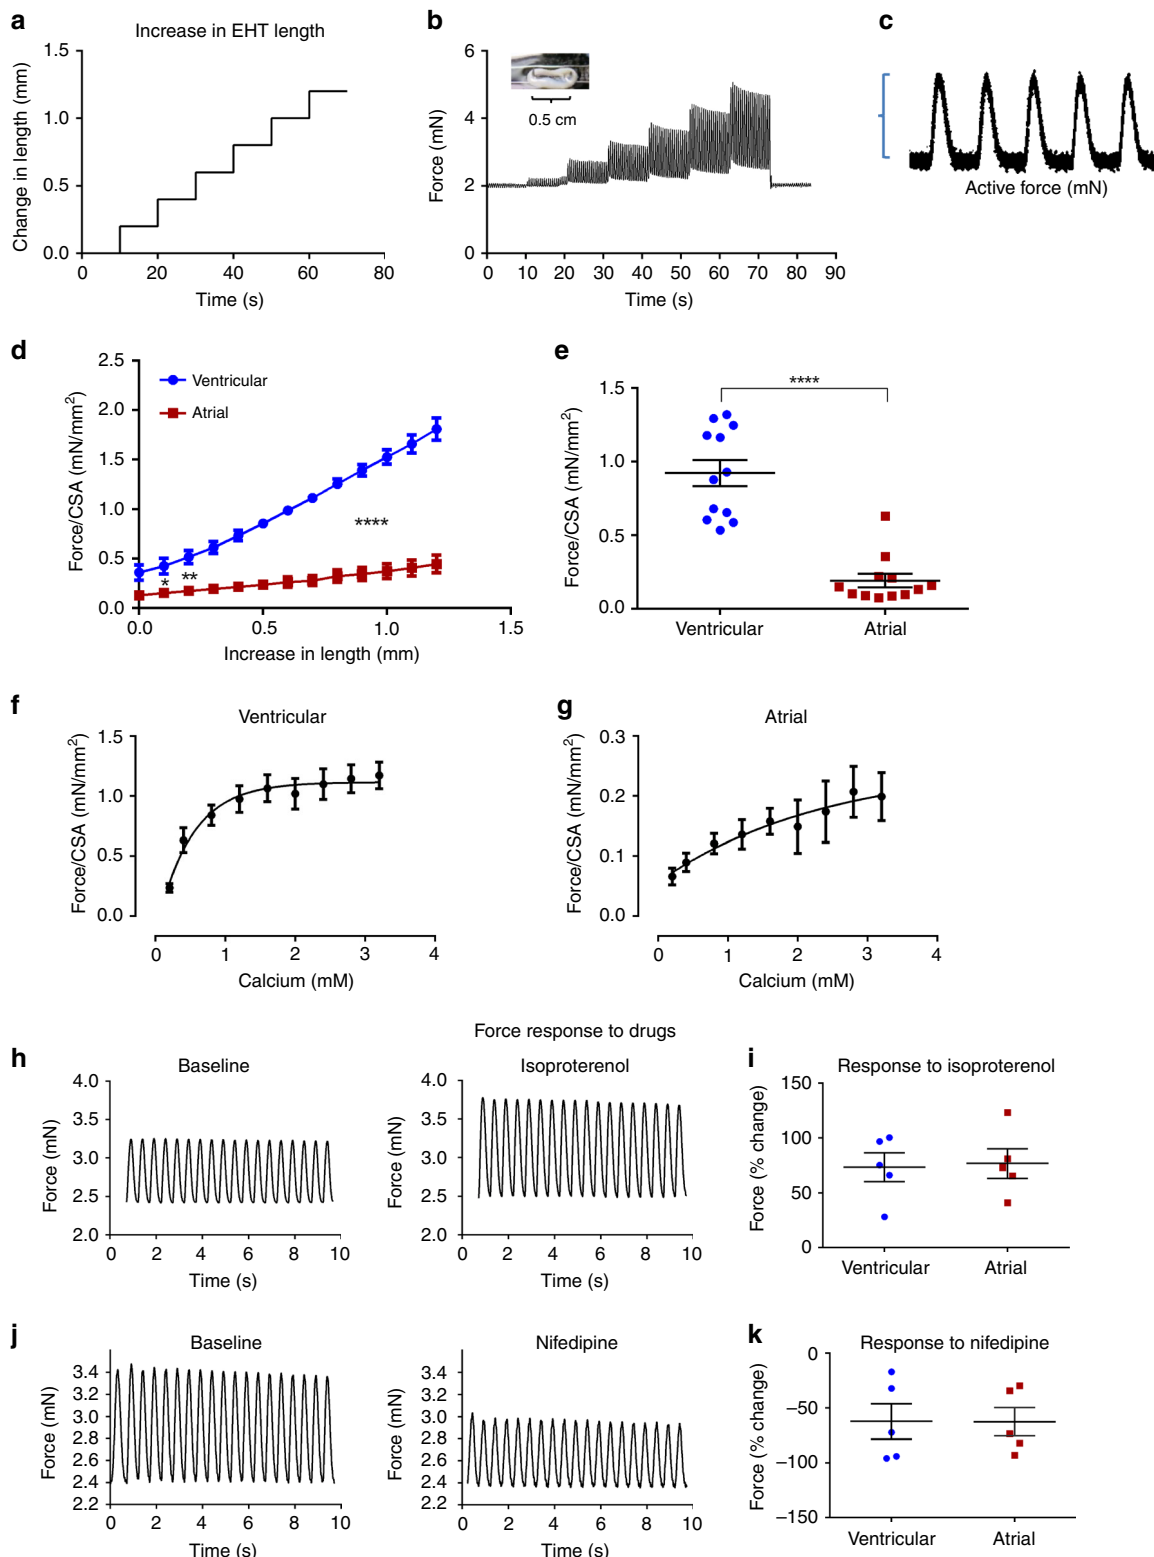 a
Increase in EHT length
Change in length (mm)
1.5
1.0
0.5
0.0
0 20 40 60 80
Time (s)
b
Force (mN)
6
4
2
0
0.5 cm
0 10 20 30 40 50 60 70 80 90
Time (s)
c
Active force (mN)
d
Force/CSA (mN/mm²)
2.5
2.0
1.5
1.0
0.5
0.0
Ventricular
Atrial
*
**
****
0.0 0.5 1.0 1.5
Increase in length (mm)
e
Force/CSA (mN/mm²)
1.5
1.0
0.5
0.0
****
Ventricular Atrial
f
Ventricular
Force/CSA (mN/mm²)
1.5
1.0
0.5
0.0
0 1 2 3 4
Calcium (mM)
g
Atrial
Force/CSA (mN/mm²)
0.3
0.2
0.1
0.0
0 1 2 3 4
Calcium (mM)
Force response to drugs
h
Baseline
Force (mN)
4.0
3.5
3.0
2.5
2.0
0 2 4 6 8 10
Time (s)
Isoproterenol
Force (mN)
4.0
3.5
3.0
2.5
2.0
0 2 4 6 8 10
Time (s)
i
Response to isoproterenol
Force (% change)
150
100
50
0
Ventricular Atrial
j
Baseline
Force (mN)
3.4
3.2
3.0
2.8
2.6
2.4
2.2
0 2 4 6 8 10
Time (s)
Nifedipine
Force (mN)
3.4
3.2
3.0
2.8
2.6
2.4
2.2
0 2 4 6 8 10
Time (s)
k
Response to nifedipine
Force (% change)
0
−50
−100
−150
Ventricular Atrial